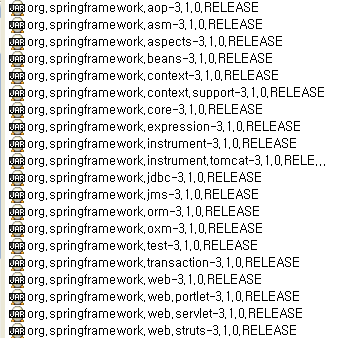 org.springframework.aop-3.1.0.RELEASE
org.springframework.asm-3.1.0.RELEASE
org.springframework.aspects-3.1.0.RELEASE
org.springframework.beans-3.1.0.RELEASE
org.springframework.context-3.1.0.RELEASE
org.springframework.context.support-3.1.0.RELEASE
org.springframework.core-3.1.0.RELEASE
org.springframework.expression-3.1.0.RELEASE
org.springframework.instrument-3.1.0.RELEASE
org.springframework.instrument.tomcat-3.1.0.RELE...
org.springframework.jdbc-3.1.0.RELEASE
org.springframework.jms-3.1.0.RELEASE
org.springframework.orm-3.1.0.RELEASE
org.springframework.oxm-3.1.0.RELEASE
org.springframework.test-3.1.0.RELEASE
org.springframework.transaction-3.1.0.RELEASE
org.springframework.web-3.1.0.RELEASE
org.springframework.web.portlet-3.1.0.RELEASE
org.springframework.web.servlet-3.1.0.RELEASE
org.springframework.web.struts-3.1.0.RELEASE